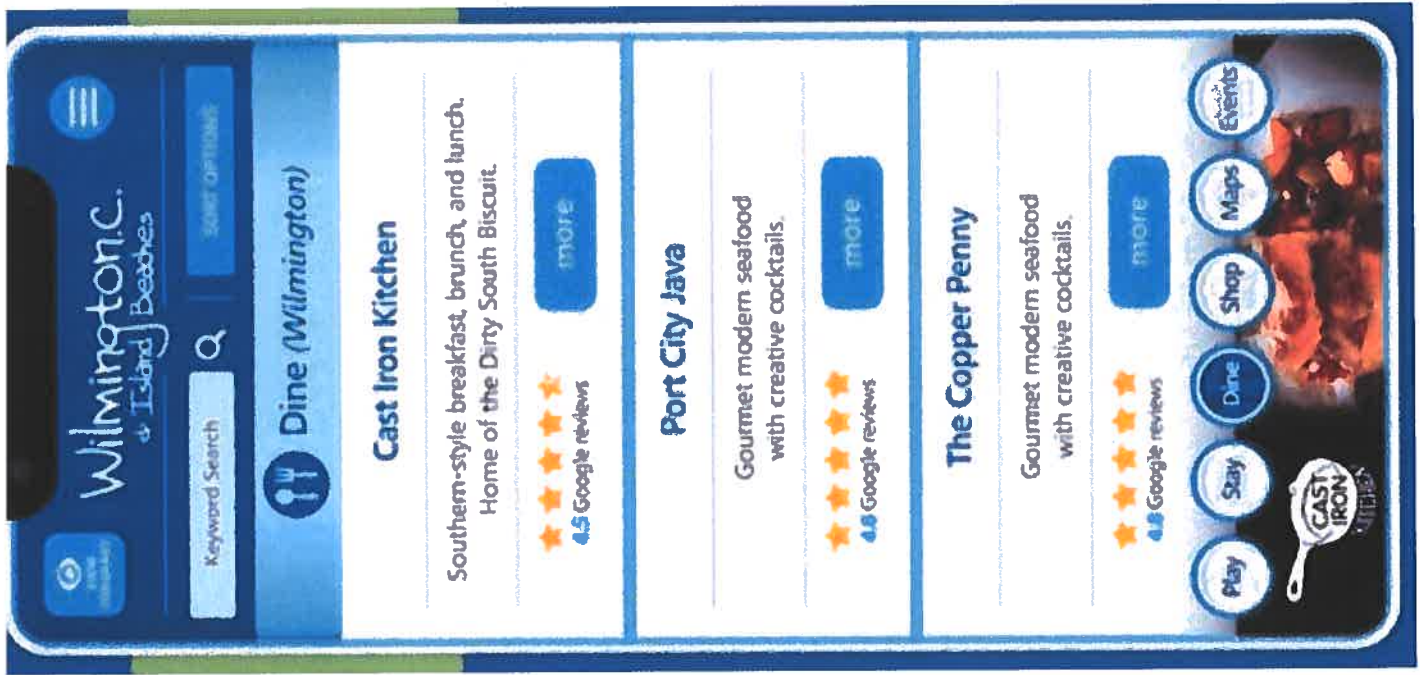 Wilmington.C.
& Island Beaches
Keyword Search
SORT OPTIONS
Dine (Wilmington)
Cast Iron Kitchen
Southern-style breakfast, brunch, and lunch.
Home of the Dirty South Biscuit.
4.5 Google reviews
more
Port City Java
Gourmet modern seafood
with creative cocktails.
4.8 Google reviews
more
The Copper Penny
Gourmet modern seafood
with creative cocktails.
4.8 Google reviews
more
Play
Stay
Dine
Shop
Maps
Events
CAST
IRON